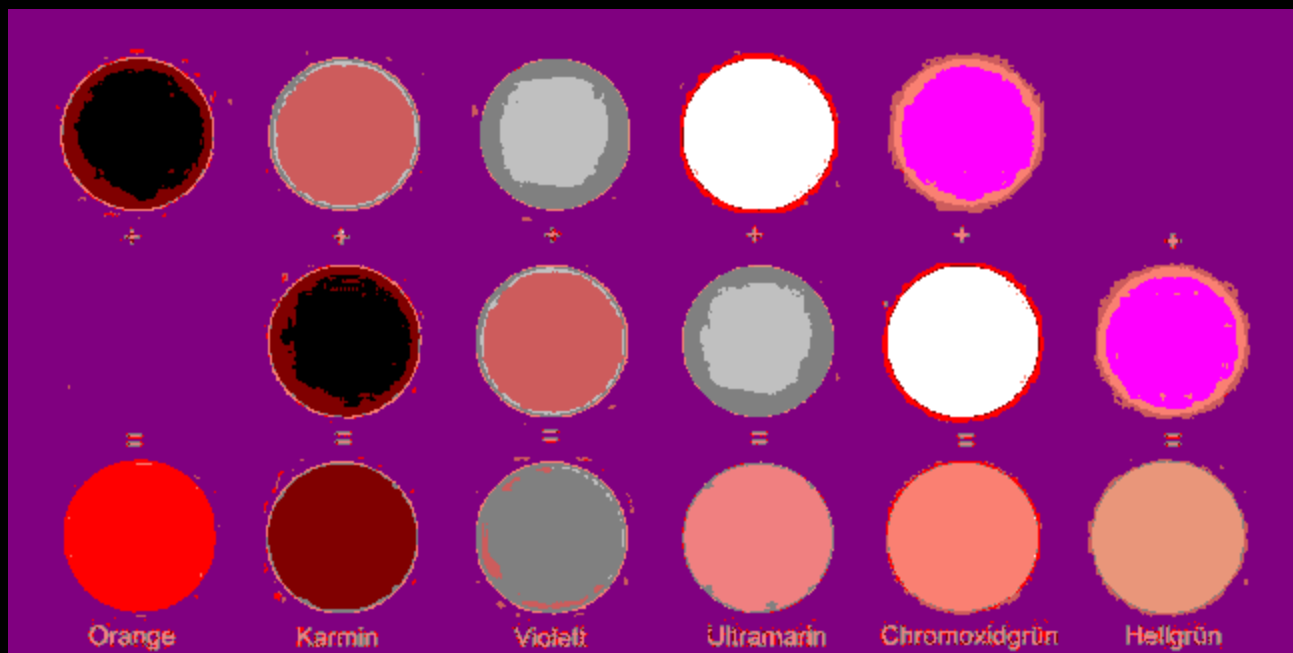 + + + + + +
= = = = = =
Orange Karmin Violett Ultramarin Chromoxidgrün Hellgrün